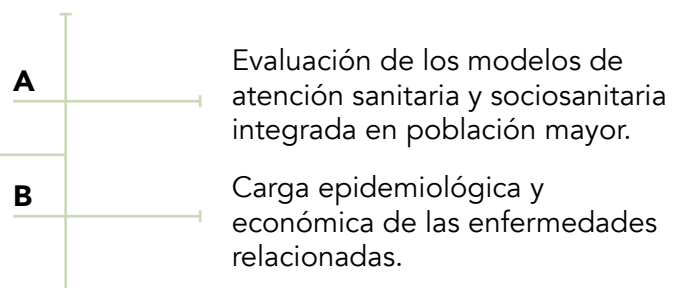 A
Evaluación de los modelos de
atención sanitaria y sociosanitaria
integrada en población mayor.
B
Carga epidemiológica y
económica de las enfermedades
relacionadas.